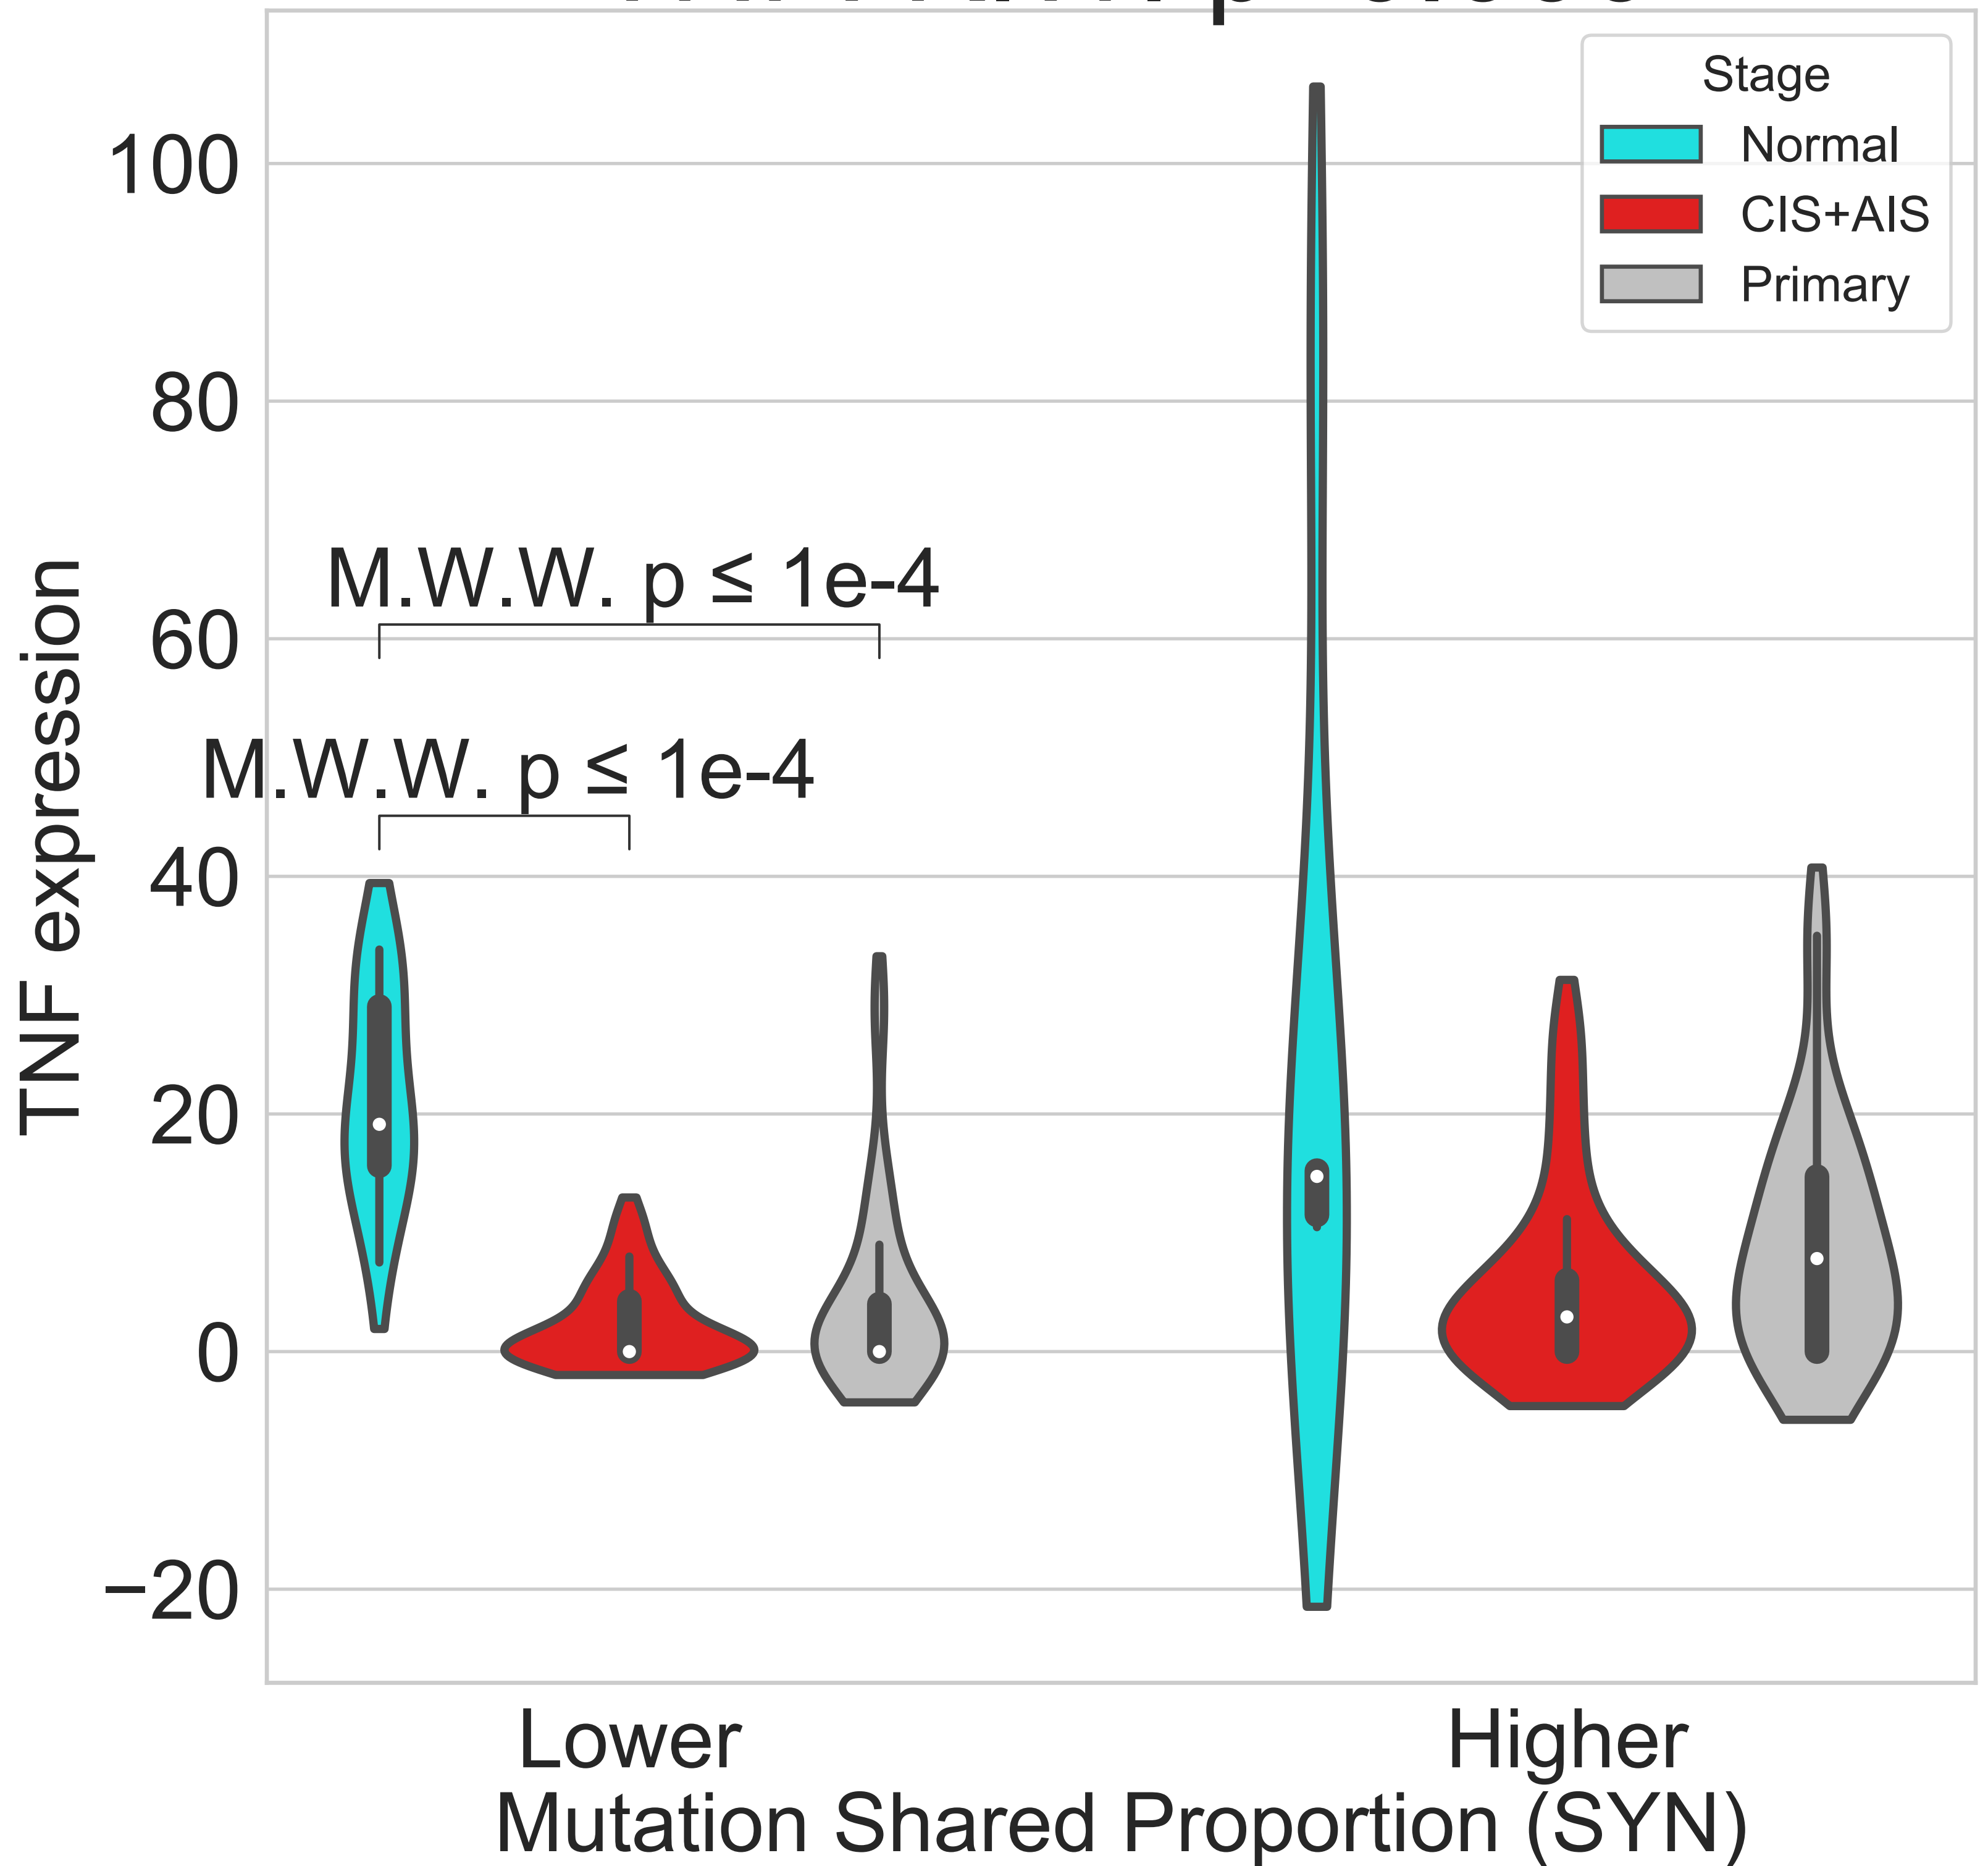 Stage
Normal
CIS+AIS
Primary
100
80
60
40
20
0
−20
TNF expression
M.W.W. p ≤ 1e-4
M.W.W. p ≤ 1e-4
Lower
Higher
Mutation Shared Proportion (SYN)